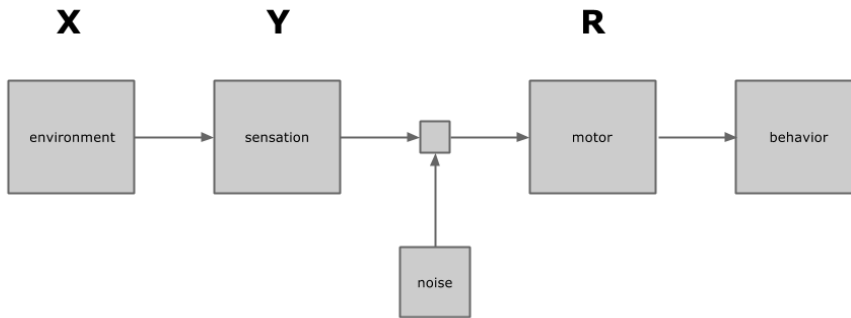 X
Y
R
environment
sensation
motor
behavior
noise